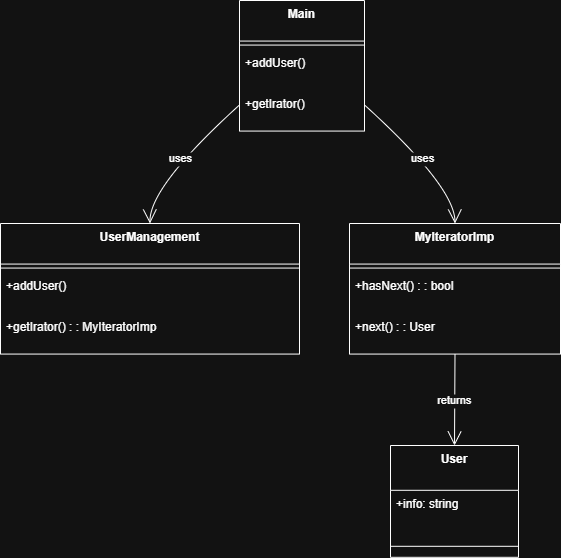 Main
+addUser()
+getIrator()
uses
uses
UserManagement
+addUser()
+getIrator() : : MyIteratorImp
MyIteratorImp
+hasNext() : : bool
+next() : : User
returns
User
+info: string